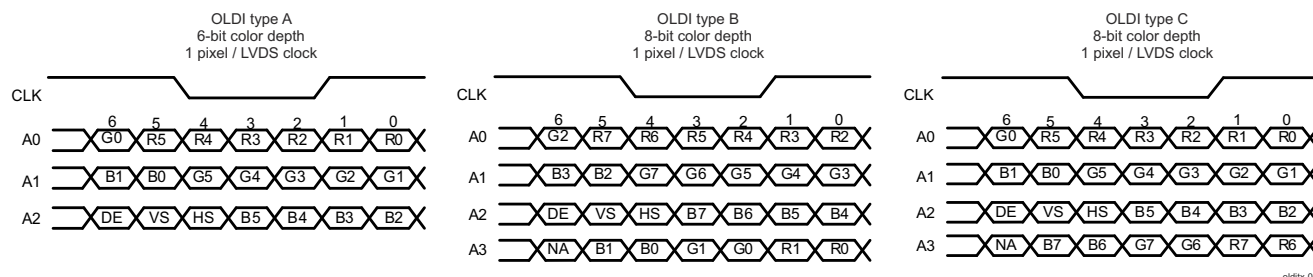 OLDI type A
6-bit color depth
1 pixel / LVDS clock
CLK
6 5 4 3 2 1 0
A0 G0 R5 R4 R3 R2 R1 R0
A1 B1 B0 G5 G4 G3 G2 G1
A2 DE VS HS B5 B4 B3 B2
OLDI type B
8-bit color depth
1 pixel / LVDS clock
CLK
6 5 4 3 2 1 0
A0 G2 R7 R6 R5 R4 R3 R2
A1 B3 B2 G7 G6 G5 G4 G3
A2 DE VS HS B7 B6 B5 B4
A3 NA B1 B0 G1 G0 R1 R0
OLDI type C
8-bit color depth
1 pixel / LVDS clock
CLK
6 5 4 3 2 1 0
A0 G0 R5 R4 R3 R2 R1 R0
A1 B1 B0 G5 G4 G3 G2 G1
A2 DE VS HS B5 B4 B3 B2
A3 NA B7 B6 G7 G6 R7 R6